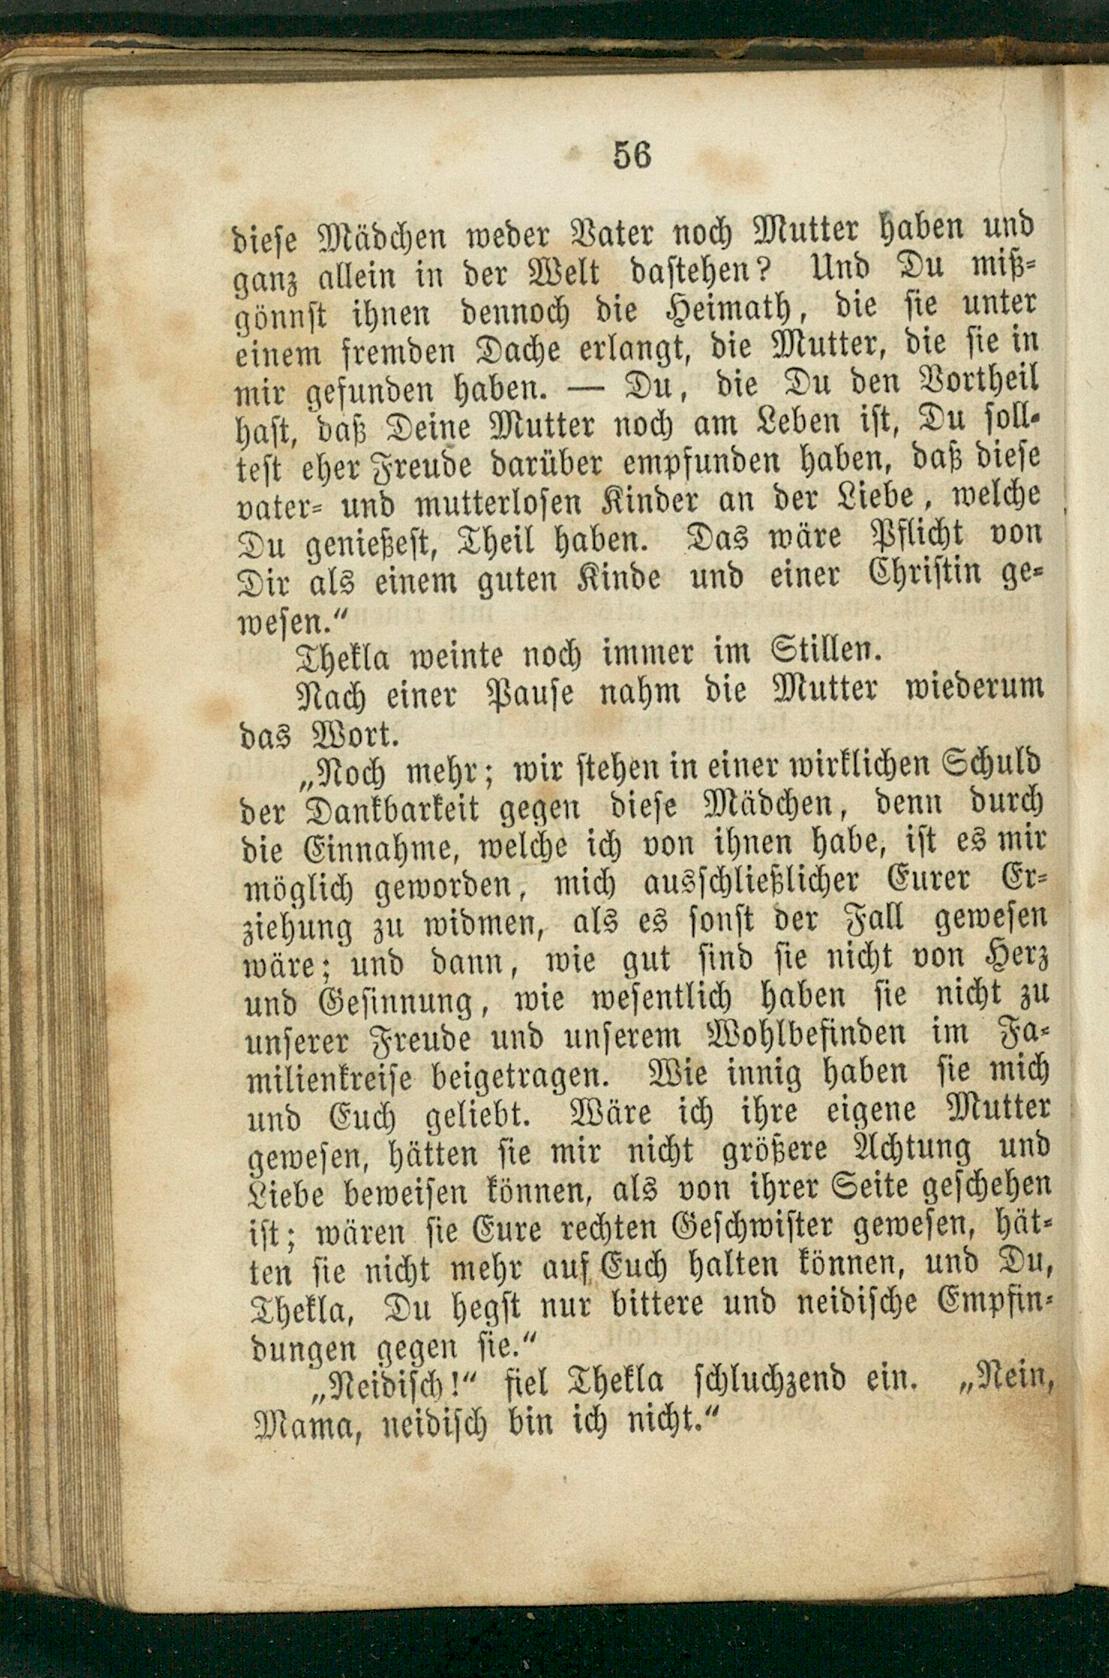 56
diese Mädchen weder Vater noch Mutter haben und
ganz allein in der Welt dastehen? Und Du miß-
gönnst ihnen dennoch die Heimath, die sie unter
einem fremden Dache erlangt, die Mutter, die sie in
mir gefunden haben. — Du, die Du den Vortheil
hast, daß Deine Mutter noch am Leben ist, Du soll-
test eher Freude darüber empfunden haben, daß diese
vater- und mutterlosen Kinder an der Liebe, welche
Du genießest, Theil haben. Das wäre Pflicht von
Dir als einem guten Kinde und einer Christin ge-
wesen.“
Thekla weinte noch immer im Stillen.
Nach einer Pause nahm die Mutter wiederum
das Wort.
„Noch mehr; wir stehen in einer wirklichen Schuld
der Dankbarkeit gegen diese Mädchen, denn durch
die Einnahme, welche ich von ihnen habe, ist es mir
möglich geworden, mich ausschließlicher Eurer Er-
ziehung zu widmen, als es sonst der Fall gewesen
wäre; und dann, wie gut sind sie nicht von Herz
und Gesinnung, wie wesentlich haben sie nicht zu
unserer Freude und unserem Wohlbefinden im Fa-
milienkreise beigetragen. Wie innig haben sie mich
und Euch geliebt. Wäre ich ihre eigene Mutter
gewesen, hätten sie mir nicht größere Achtung und
Liebe beweisen können, als von ihrer Seite geschehen
ist; wären sie Eure rechten Geschwister gewesen, hät-
ten sie nicht mehr auf Euch halten können, und Du,
Thekla, Du hegst nur bittere und neidische Empfin-
dungen gegen sie.“
„Neidisch!“ fiel Thekla schluchzend ein. „Nein,
Mama, neidisch bin ich nicht.“